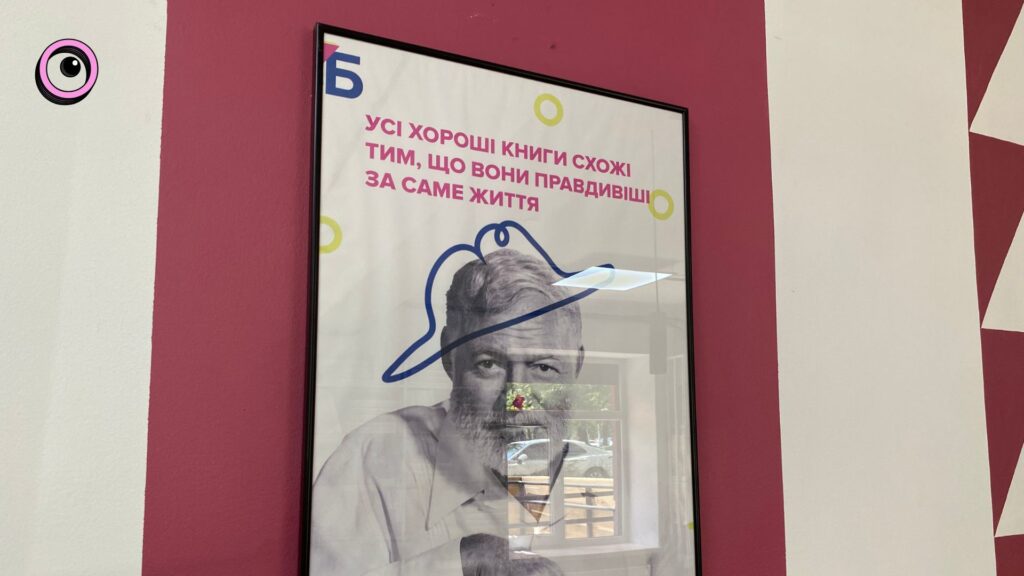 Б
УСІ ХОРОШІ КНИГИ СХОЖІ
ТИМ, ЩО ВОНИ ПРАВДИВІШІ
ЗА САМЕ ЖИТТЯ